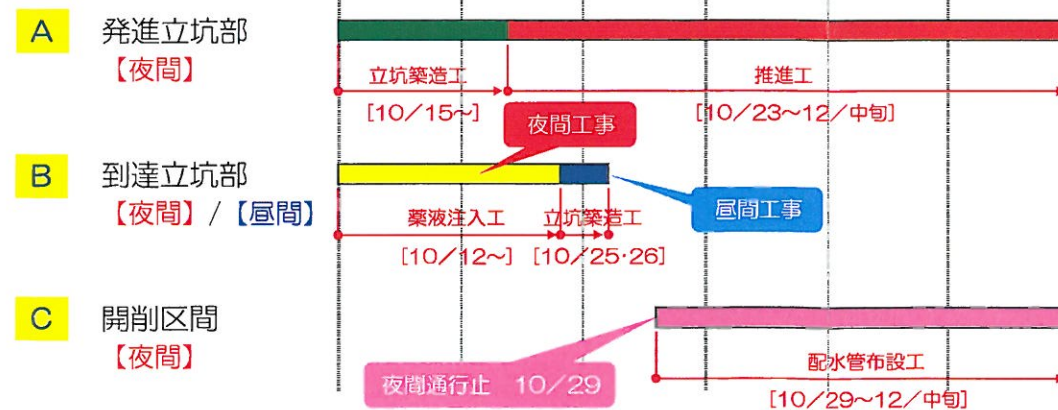 A 発進立坑部
【夜間】
立坑築造工
[10/15~]
推進工
[10/23~12/中旬]
夜間工事
B 到達立坑部
【夜間】/【昼間】
薬液注入工
[10/12~]
立坑築造工
[10/25・26]
昼間工事
C 開削区間
【夜間】
夜間通行止 10/29
配水管布設工
[10/29~12/中旬]